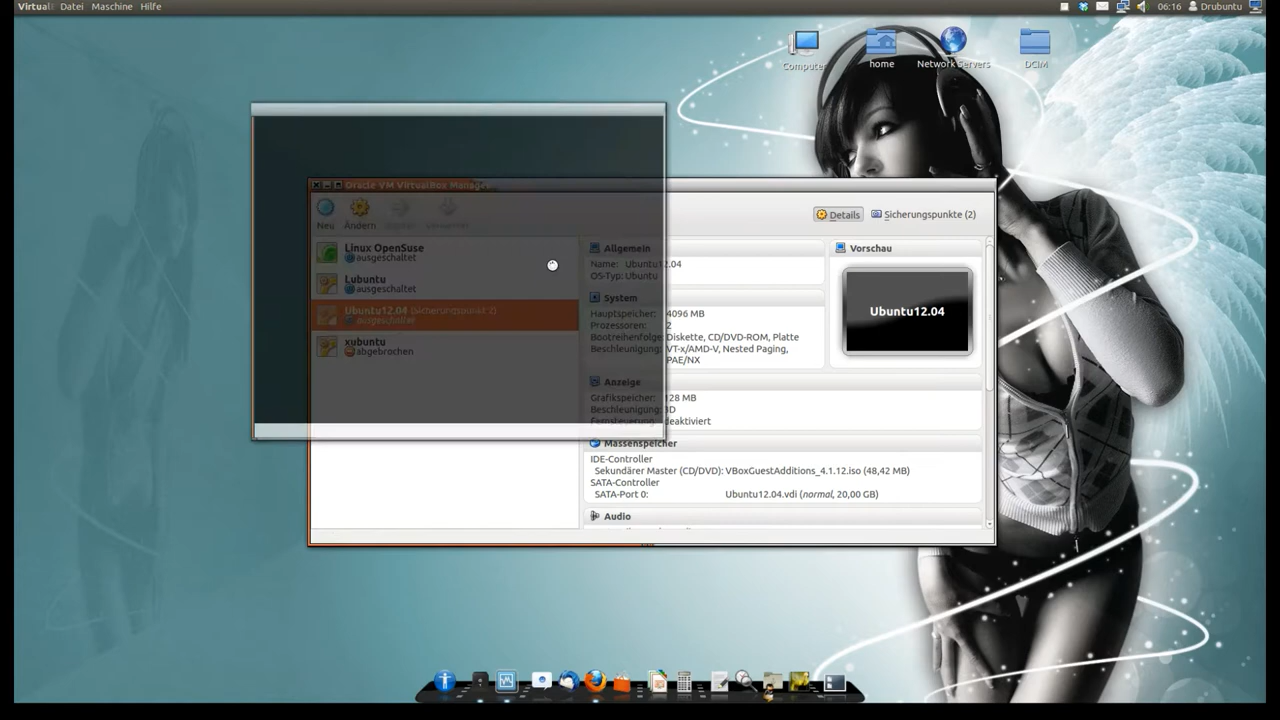 Virtual Datei Maschine Hilfe
06:16 Drubuntu
Computer
home
Network Servers
DCIM
Oracle VM VirtualBox Manager
Neu
Ändern
Details
Sicherungspunkte (2)
Linux OpenSuse
ausgeschaltet
Lubuntu
ausgeschaltet
Ubuntu12.04 (Sicherungspunkt 2)
ausgeschaltet
xubuntu
abgebrochen
Allgemein
Name: Ubuntu12.04
OS-Typ: Ubuntu
System
Hauptspeicher: 4096 MB
Prozessoren: 2
Bootreihenfolge: Diskette, CD/DVD-ROM, Platte
Beschleunigung: VT-x/AMD-V, Nested Paging,
PAE/NX
Anzeige
Grafikspeicher: 128 MB
Beschleunigung: 3D
Fernsteuerung: deaktiviert
Massenspeicher
IDE-Controller
Sekundärer Master (CD/DVD): VBoxGuestAdditions_4.1.12.iso (48,42 MB)
SATA-Controller
SATA-Port 0: Ubuntu12.04.vdi (normal, 20,00 GB)
Audio
Vorschau
Ubuntu12.04